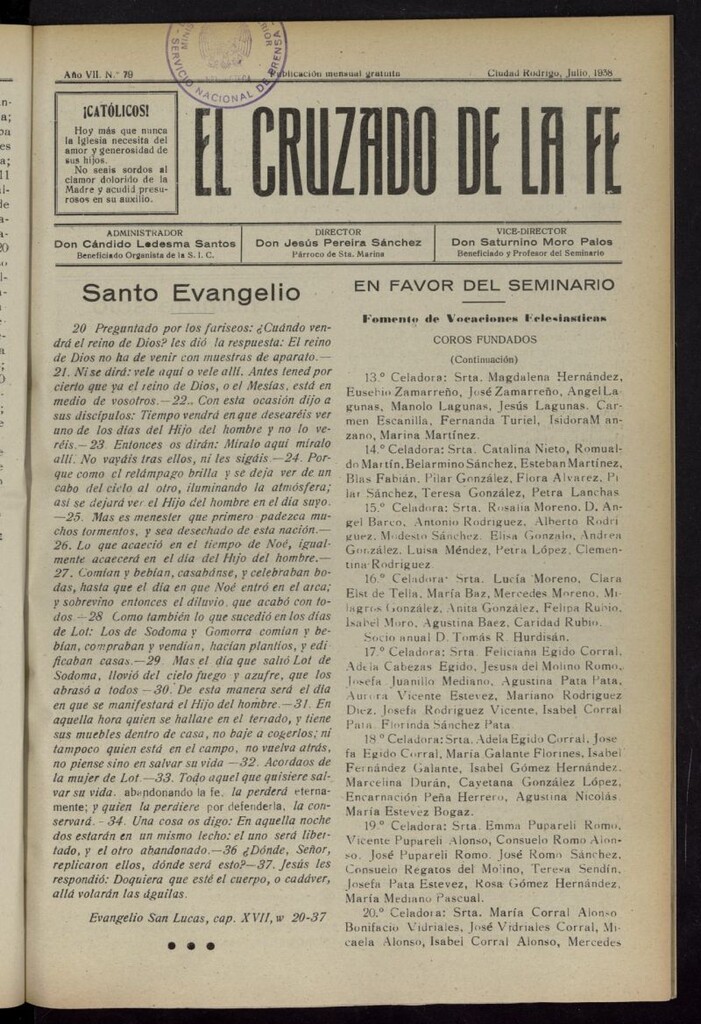 SERVICIO NACIONAL DE PRENSA
Año VII. N.º 79
Publicación mensual gratuita
Ciudad Rodrigo, Julio, 1938
¡CATÓLICOS!
Hoy más que nunca
la Iglesia necesita del
amor y generosidad de
sus hijos.
No seais sordos al
clamor dolorido de la
Madre y acudid presu-
rosos en su auxilio.
EL CRUZADO DE LA FE
ADMINISTRADOR
Don Cándido Ledesma Santos
Beneficiado Organista de la S. I. C.
DIRECTOR
Don Jesús Pereira Sánchez
Párroco de Sta. Marina
VICE-DIRECTOR
Don Saturnino Moro Palos
Beneficiado y Profesor del Seminario
Santo Evangelio
20 Preguntado por los fariseos: ¿Cuándo ven-
drá el reino de Dios? les dió la respuesta: El reino
de Dios no ha de venir con muestras de aparato.—
21. Ni se dirá: vele aquí o vele allí. Antes tened por
cierto que ya el reino de Dios, o el Mesías, está en
medio de vosotros.—22.. Con esta ocasión dijo a
sus discípulos: Tiempo vendrá en que desearéis ver
uno de los días del Hijo del hombre y no lo ve-
réis.—23. Entonces os dirán: Miralo aquí miralo
allí. No vayáis tras ellos, ni les sigáis.—24. Por-
que como el relámpago brilla y se deja ver de un
cabo del cielo al otro, iluminando la atmósfera;
así se dejará ver el Hijo del hombre en el día suyo.
—25. Mas es menester que primero padezca mu-
chos tormentos, y sea desechado de esta nación.—
26. Lo que acaeció en el tiempo de Noé, igual-
mente acaecerá en el día del Hijo del hombre.—
27. Comían y bebían, casabánse, y celebraban bo-
das, hasta que el día en que Noé entró en el arca;
y sobrevino entonces el diluvio, que acabó con to-
dos.—28 Como también lo que sucedió en los días
de Lot: Los de Sodoma y Gomorra comían y be-
bían, compraban y vendían, hacían plantíos, y edi-
ficaban casas.—29. Mas el día que salió Lot de
Sodoma, llovió del cielo fuego y azufre, que los
abrasó a todos —30. De esta manera será el día
en que se manifestará el Hijo del hombre.—31. En
aquella hora quien se hallare en el terrado, y tiene
sus muebles dentro de casa, no baje a cogerlos; ni
tampoco quien está en el campo, no vuelva atrás,
no piense sino en salvar su vida —32. Acordaos de
la mujer de Lot.—33. Todo aquel que quisiere sal-
var su vida, abandonando la fe, la perderá eterna-
mente; y quien la perdiere por defenderla, la con-
servará.- 34. Una cosa os digo: En aquella noche
dos estarán en un mismo lecho: el uno será liber-
tado, y el otro abandonado.—36 ¿Dónde, Señor,
replicaron ellos, dónde será esto?—37. Jesús les
respondió: Doquiera que esté el cuerpo, o cadáver,
allá volarán las águilas.
Evangelio San Lucas, cap. XVII, w 20-37
EN FAVOR DEL SEMINARIO
Fomento de Vocaciones Eclesiasticas
COROS FUNDADOS
(Continuación)
13.º Celadora: Srta. Magdalena Hernández,
Eusebio Zamarreño, José Zamarreño, Angel La-
gunas, Manolo Lagunas, Jesús Lagunas, Car-
men Escanilla, Fernanda Turiel, Isidora Man-
zano, Marina Martínez.
14.º Celadora: Srta. Catalina Nieto, Romual-
do Martín, Belarmino Sánchez, Esteban Martínez,
Blas Fabián, Pilar González, Flora Alvarez, Pi
lar Sánchez, Teresa González, Petra Lanchas
15.º Celadora: Srta. Rosalía Moreno, D. An-
gel Barco, Antonio Rodriguez, Alberto Rodri
guez, Modesto Sánchez, Elisa Gonzalo, Andrea
González, Luisa Méndez, Petra López, Clemen-
tina Rodriguez
16.º Celadora: Srta. Lucía Moreno, Clara
Elst de Tella, María Baz, Mercedes Moreno, Mi-
lagros González, Anita González, Felipa Rubio,
Isabel Moro, Agustina Baez, Caridad Rubio.
Socio anual D. Tomás R. Hurdisán.
17.º Celadora: Srta. Feliciana Egido Corral,
Adela Cabezas Egido, Jesusa del Molino Romo,
Josefa Juanillo Mediano, Agustina Pata Pata,
Aurora Vicente Estevez, Mariano Rodriguez
Diez, Josefa Rodriguez Vicente, Isabel Corral
Pata, Florinda Sánchez Pata.
18 º Celadora: Srta. Adela Egido Corral, Jose
fa Egido Corral, María Galante Florines, Isabel
Fernández Galante, Isabel Gómez Hernández,
Marcelina Durán, Cayetana González López,
Encarnación Peña Herrero, Agustina Nicolás
María Estevez Bogaz.
19.º Celadora: Srta. Emma Pupareli Romo,
Vicente Pupareli Alonso, Consuelo Romo Alon-
so. José Pupareli Romo, José Romo Sánchez,
Consuelo Regatos del Molino, Teresa Sendín,
Josefa Pata Estevez, Rosa Gómez Hernández,
María Mediano Pascual.
20.º Celadora: Srta. María Corral Alonso
Bonifacio Vidriales, José Vidriales Corral, Mi-
caela Alonso, Isabel Corral Alonso, Mercedes